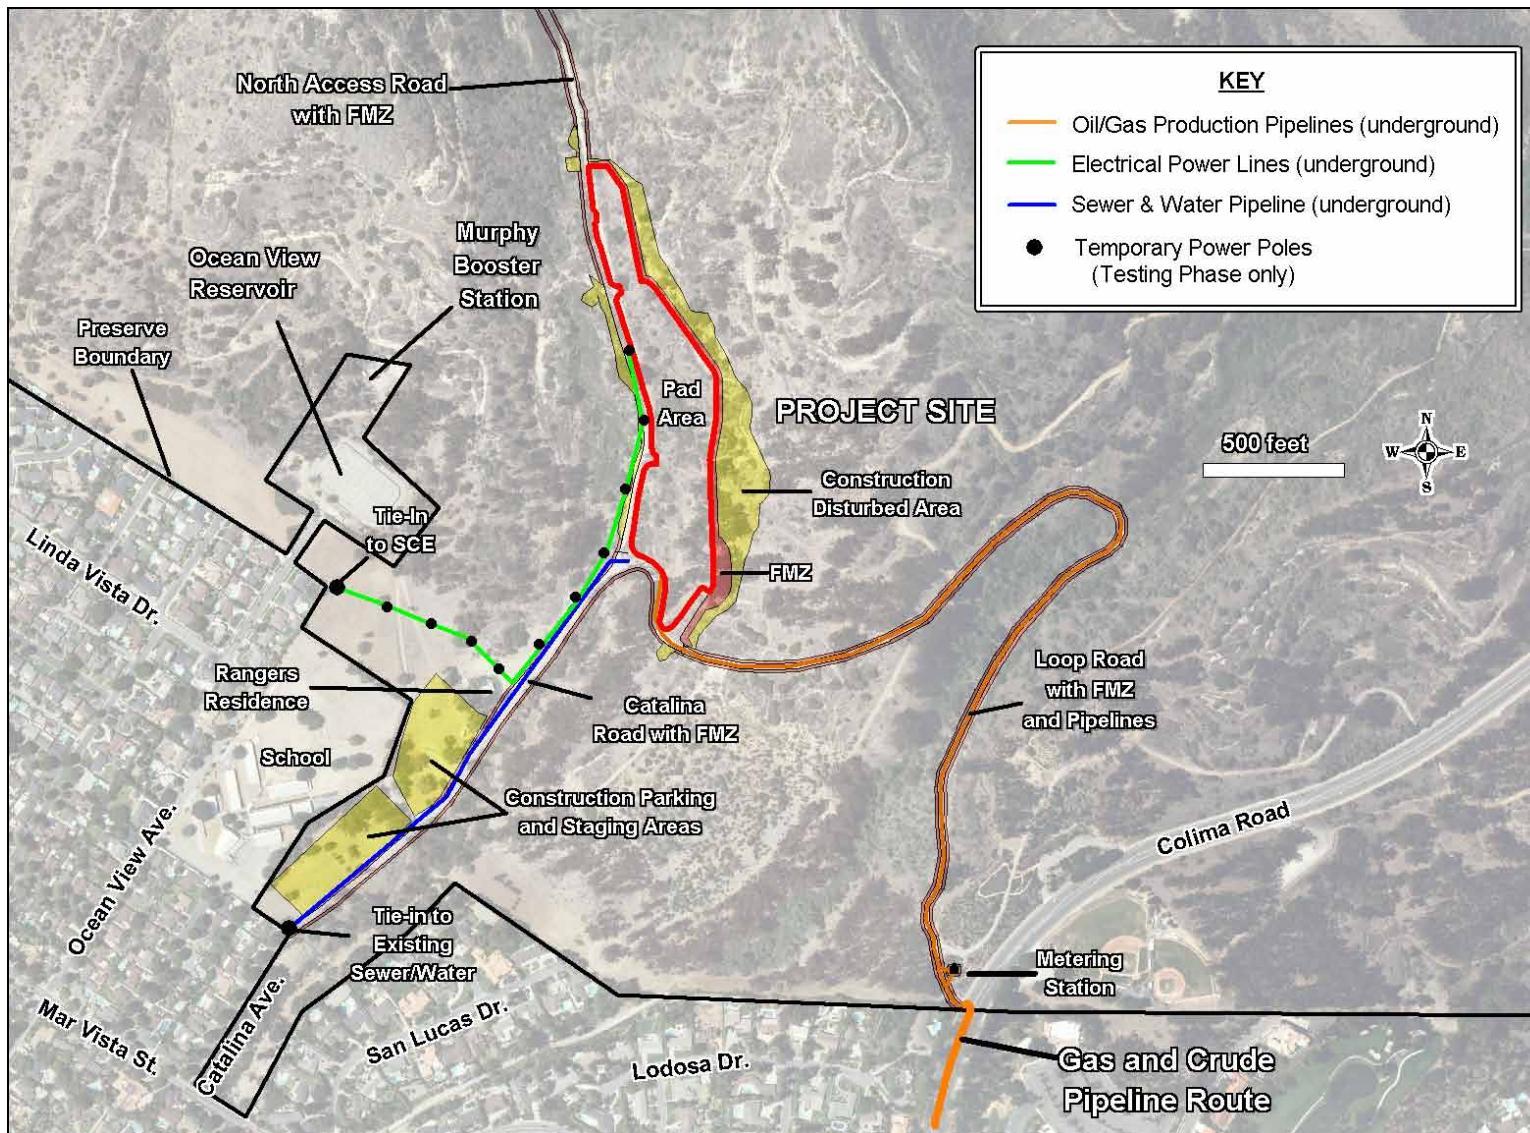 North Access Road
with FMZ
KEY
Oil/Gas Production Pipelines (underground)
Electrical Power Lines (underground)
Sewer & Water Pipeline (underground)
Temporary Power Poles
(Testing Phase only)
Murphy
Booster
Station
Ocean View
Reservoir
Preserve
Boundary
Pad
Area
PROJECT SITE
500 feet
N
W
E
S
Construction
Disturbed Area
Tie-In
to SCE
Linda Vista Dr.
FMZ
Rangers
Residence
Loop Road
with FMZ
and Pipelines
Catalina
Road with FMZ
School
Construction Parking
and Staging Areas
Colima Road
Ocean View Ave.
Tie-in to
Existing
Sewer/Water
Metering
Station
Mar Vista St.
Catalina Ave.
San Lucas Dr.
Lodosa Dr.
Gas and Crude
Pipeline Route